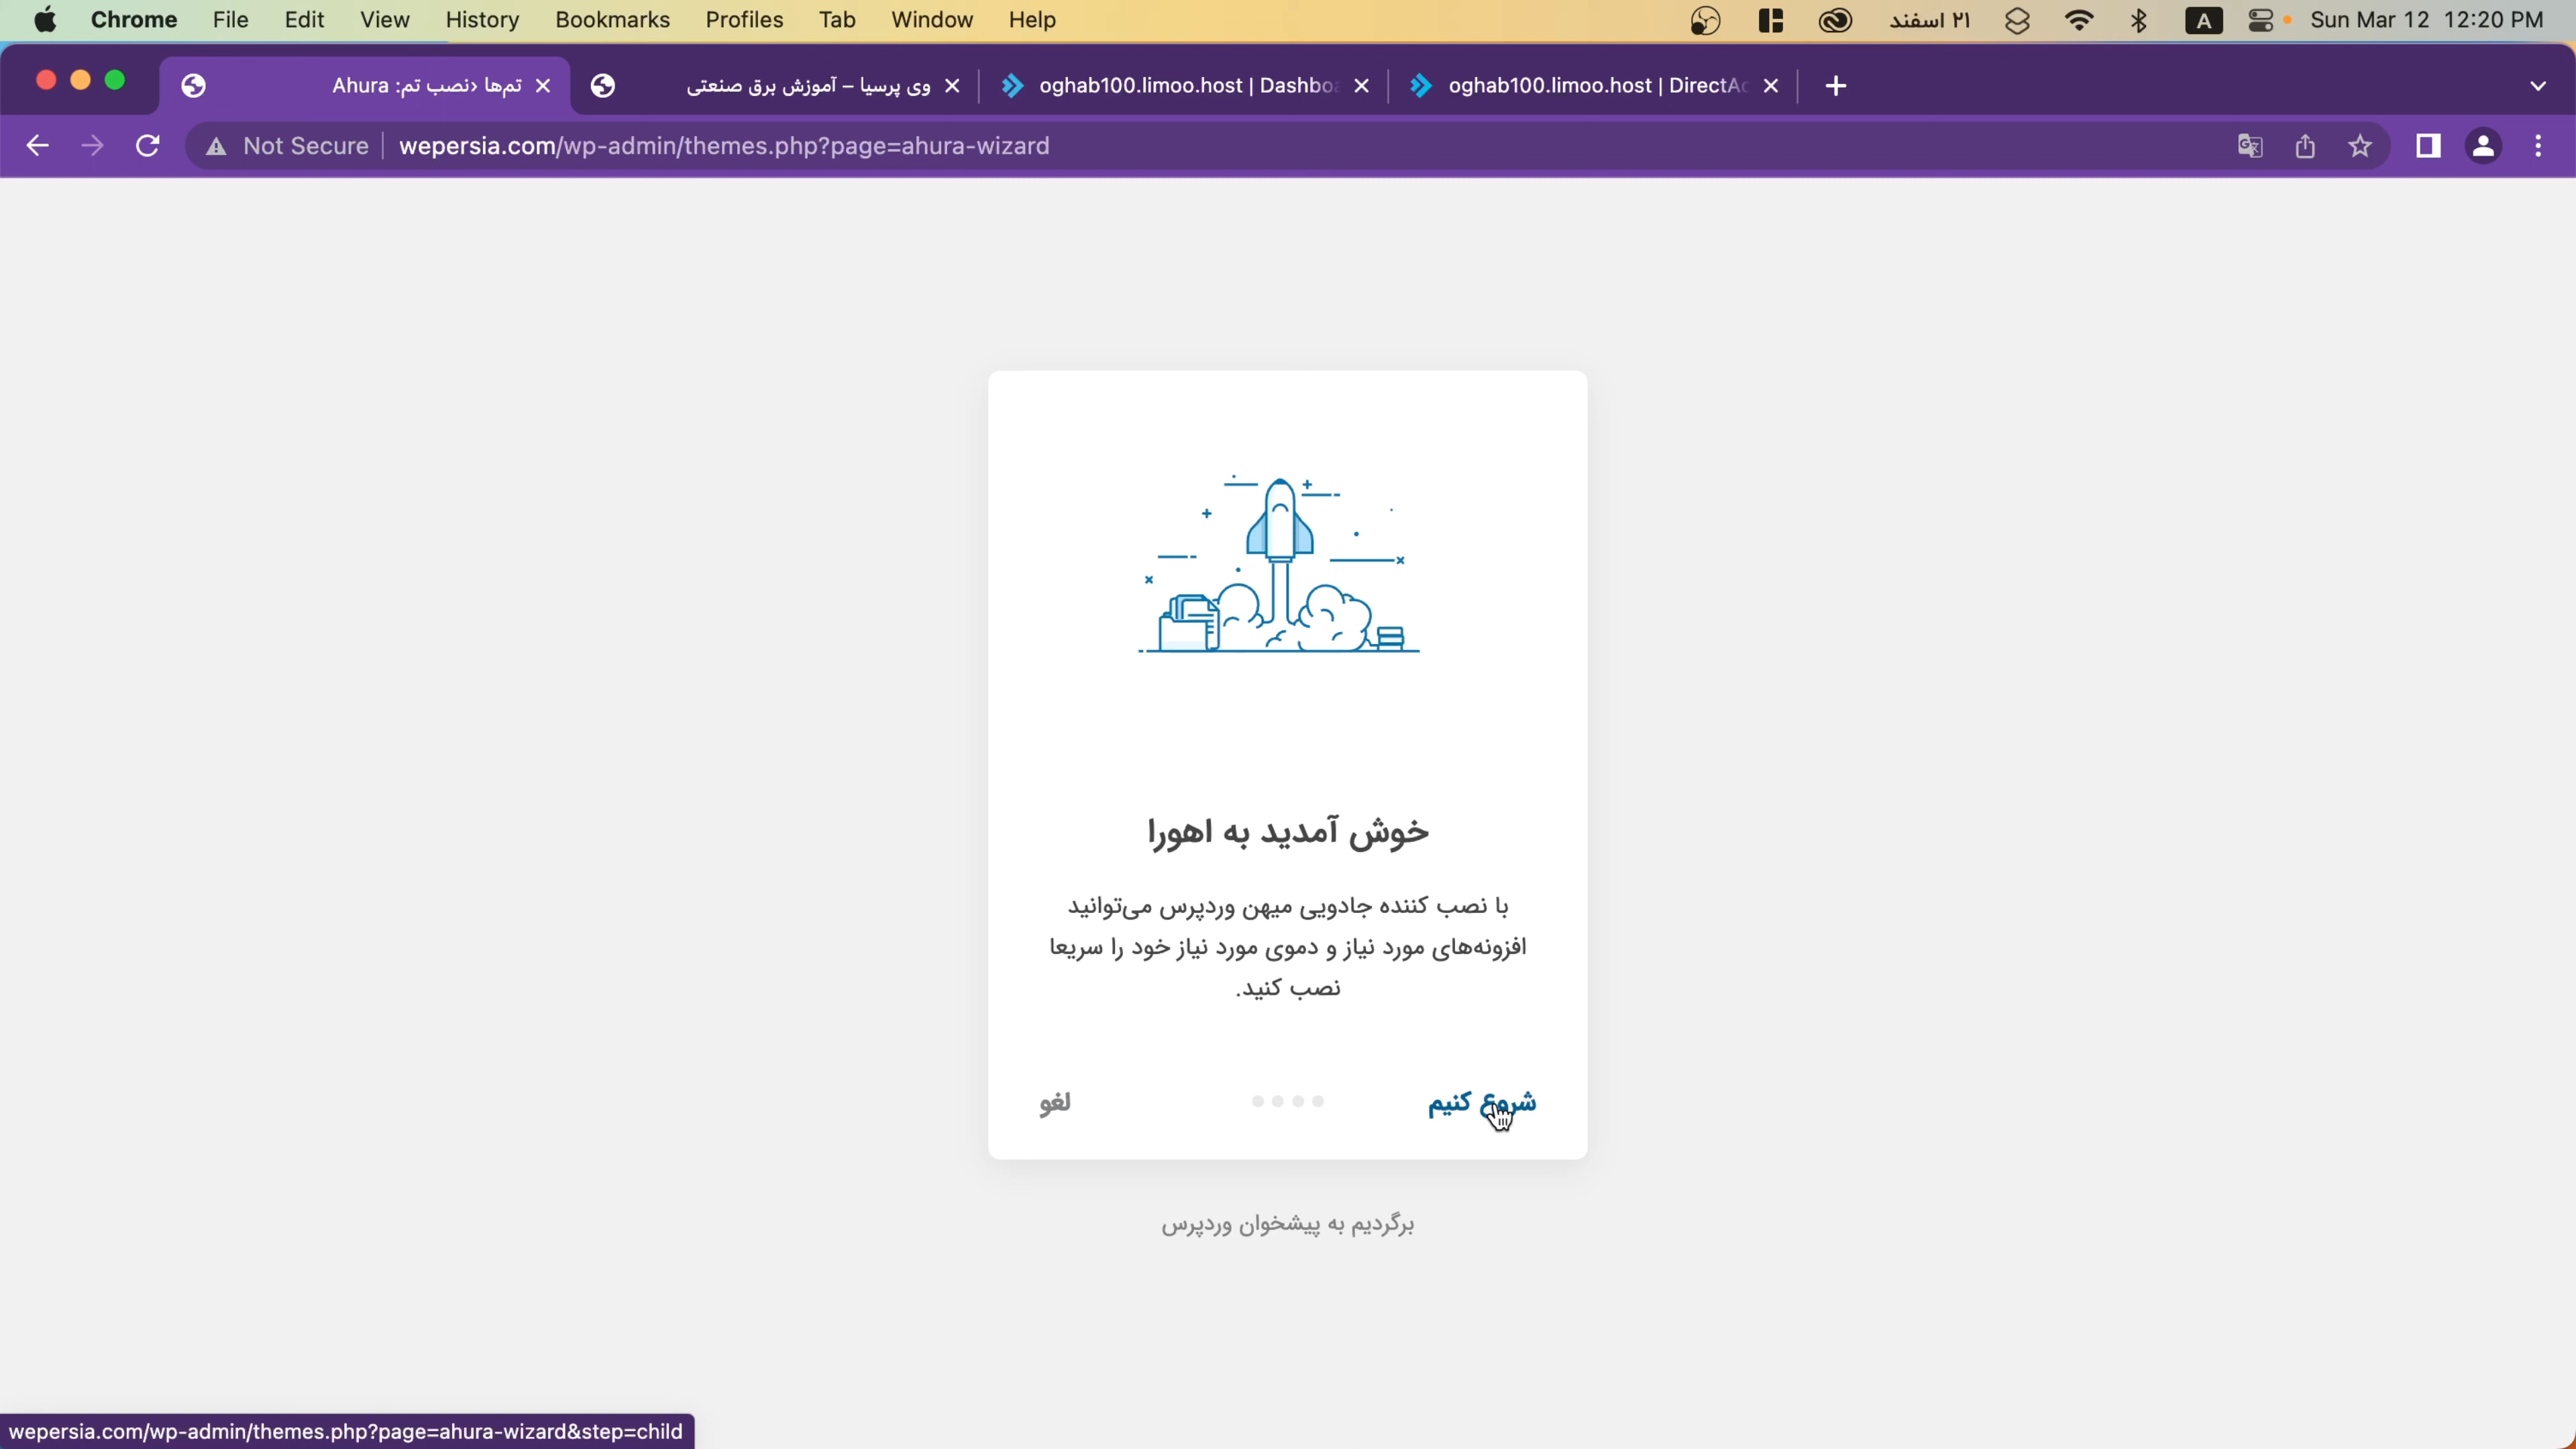 Chrome File Edit View History Bookmarks Profiles Tab Window Help ۲۱ اسفند A Sun Mar 12 12:20 PM
تم‌ها ‹نصب تم: Ahura
وی پرسیا – آموزش برق صنعتی
oghab100.limoo.host | Dashboa
oghab100.limoo.host | DirectAd
Not Secure wepersia.com/wp-admin/themes.php?page=ahura-wizard
خوش آمدید به اهورا
با نصب کننده جادویی میهن وردپرس می‌توانید
افزونه‌های مورد نیاز و دموی مورد نیاز خود را سریعا
نصب کنید.
شروع کنیم
لغو
برگردیم به پیشخوان وردپرس
wepersia.com/wp-admin/themes.php?page=ahura-wizard&step=child